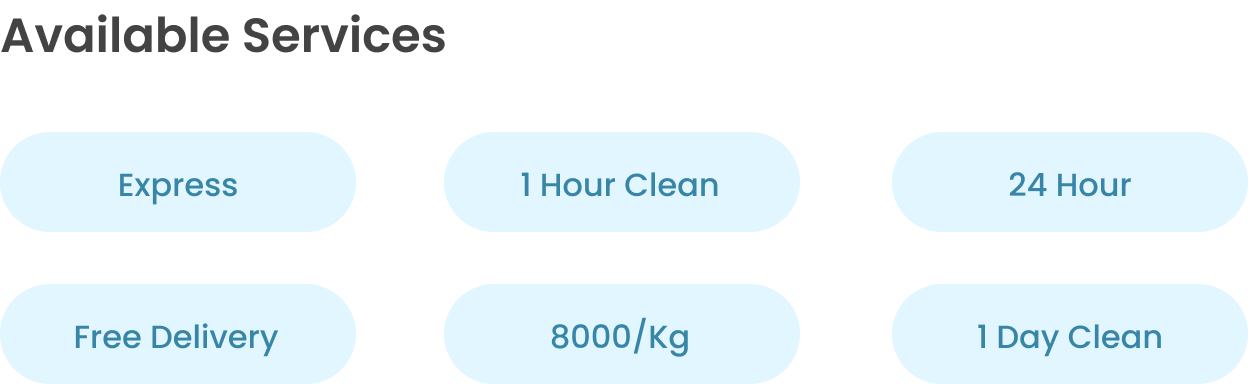 Available Services
Express
1 Hour Clean
24 Hour
Free Delivery
8000/Kg
1 Day Clean